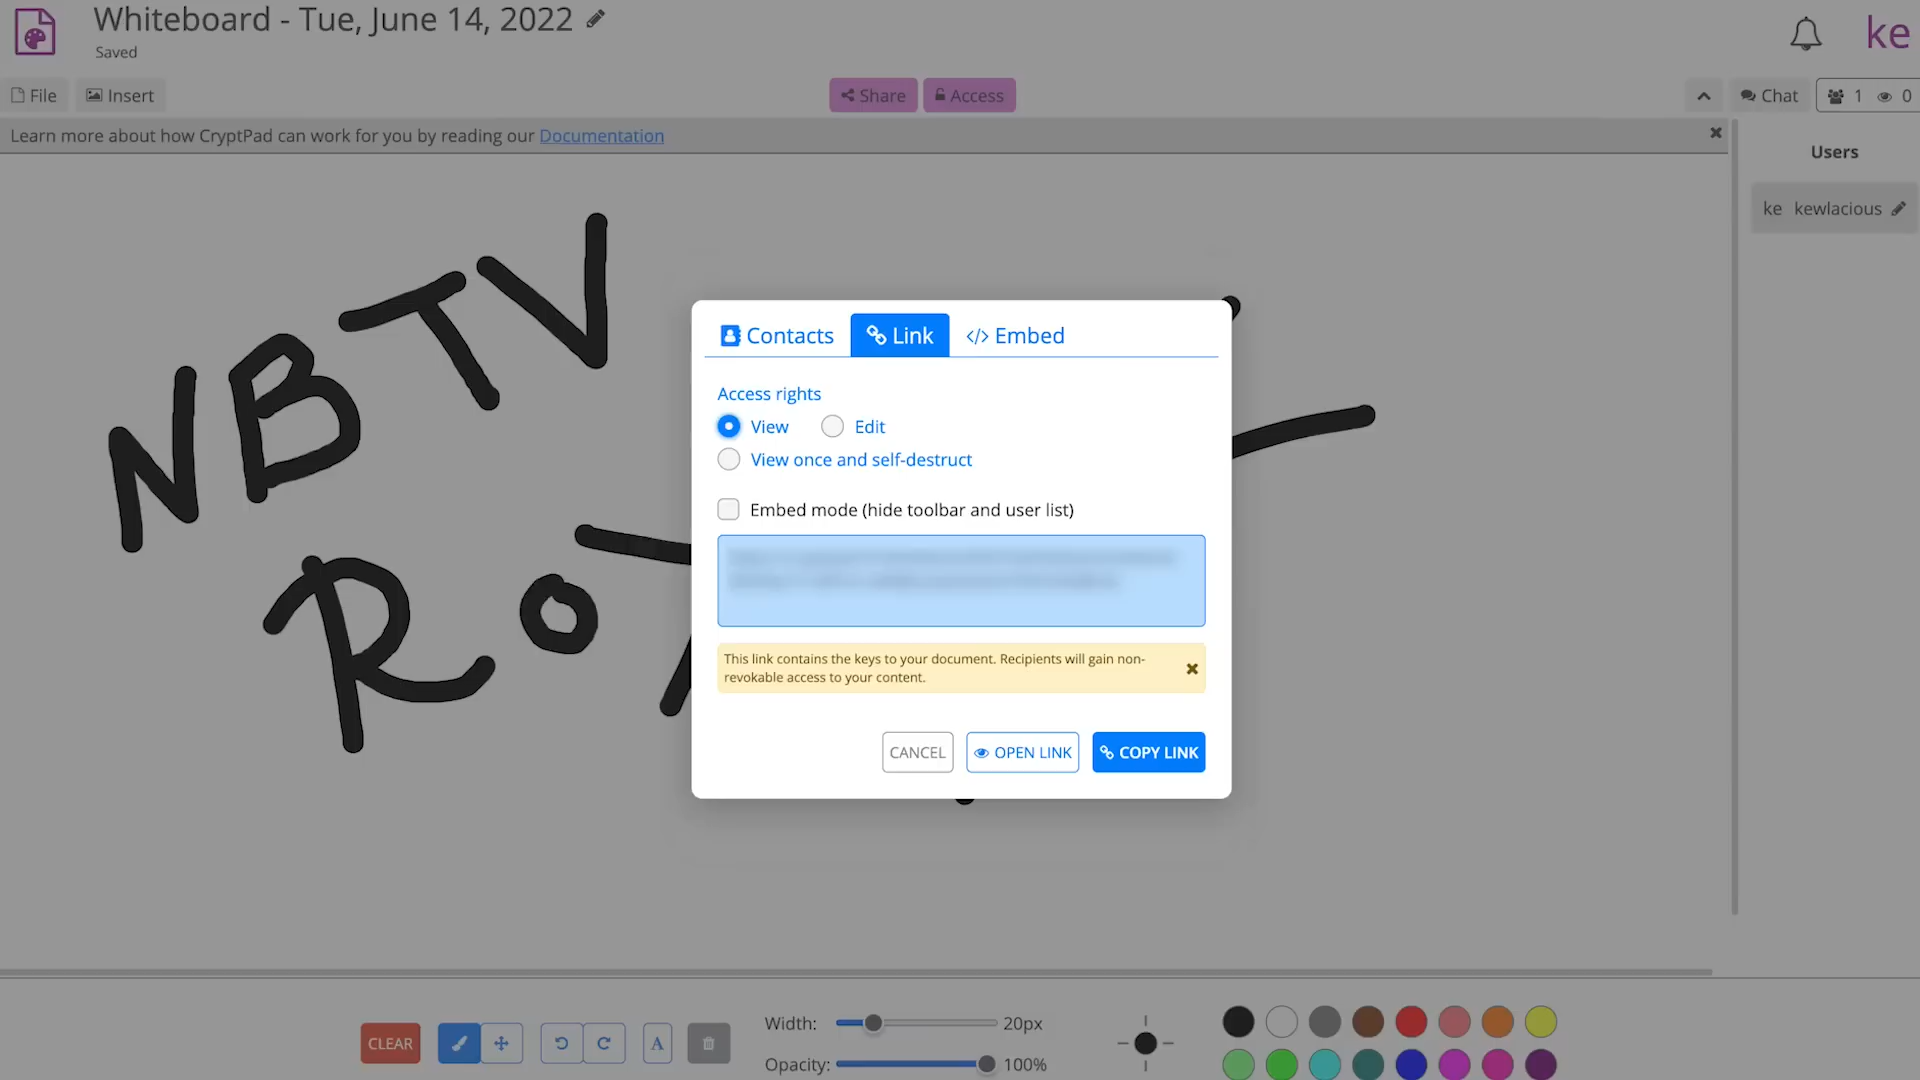 Whiteboard - Tue, June 14, 2022
Saved
ke
File Insert Share Access Chat 1 0
Learn more about how CryptPad can work for you by reading our Documentation
Users
ke kewlacious
NBTV
Contacts Link Embed
Access rights
View Edit
View once and self-destruct
Embed mode (hide toolbar and user list)
This link contains the keys to your document. Recipients will gain non-
revokable access to your content.
CANCEL OPEN LINK COPY LINK
CLEAR A
Width: 20px
Opacity: 100%